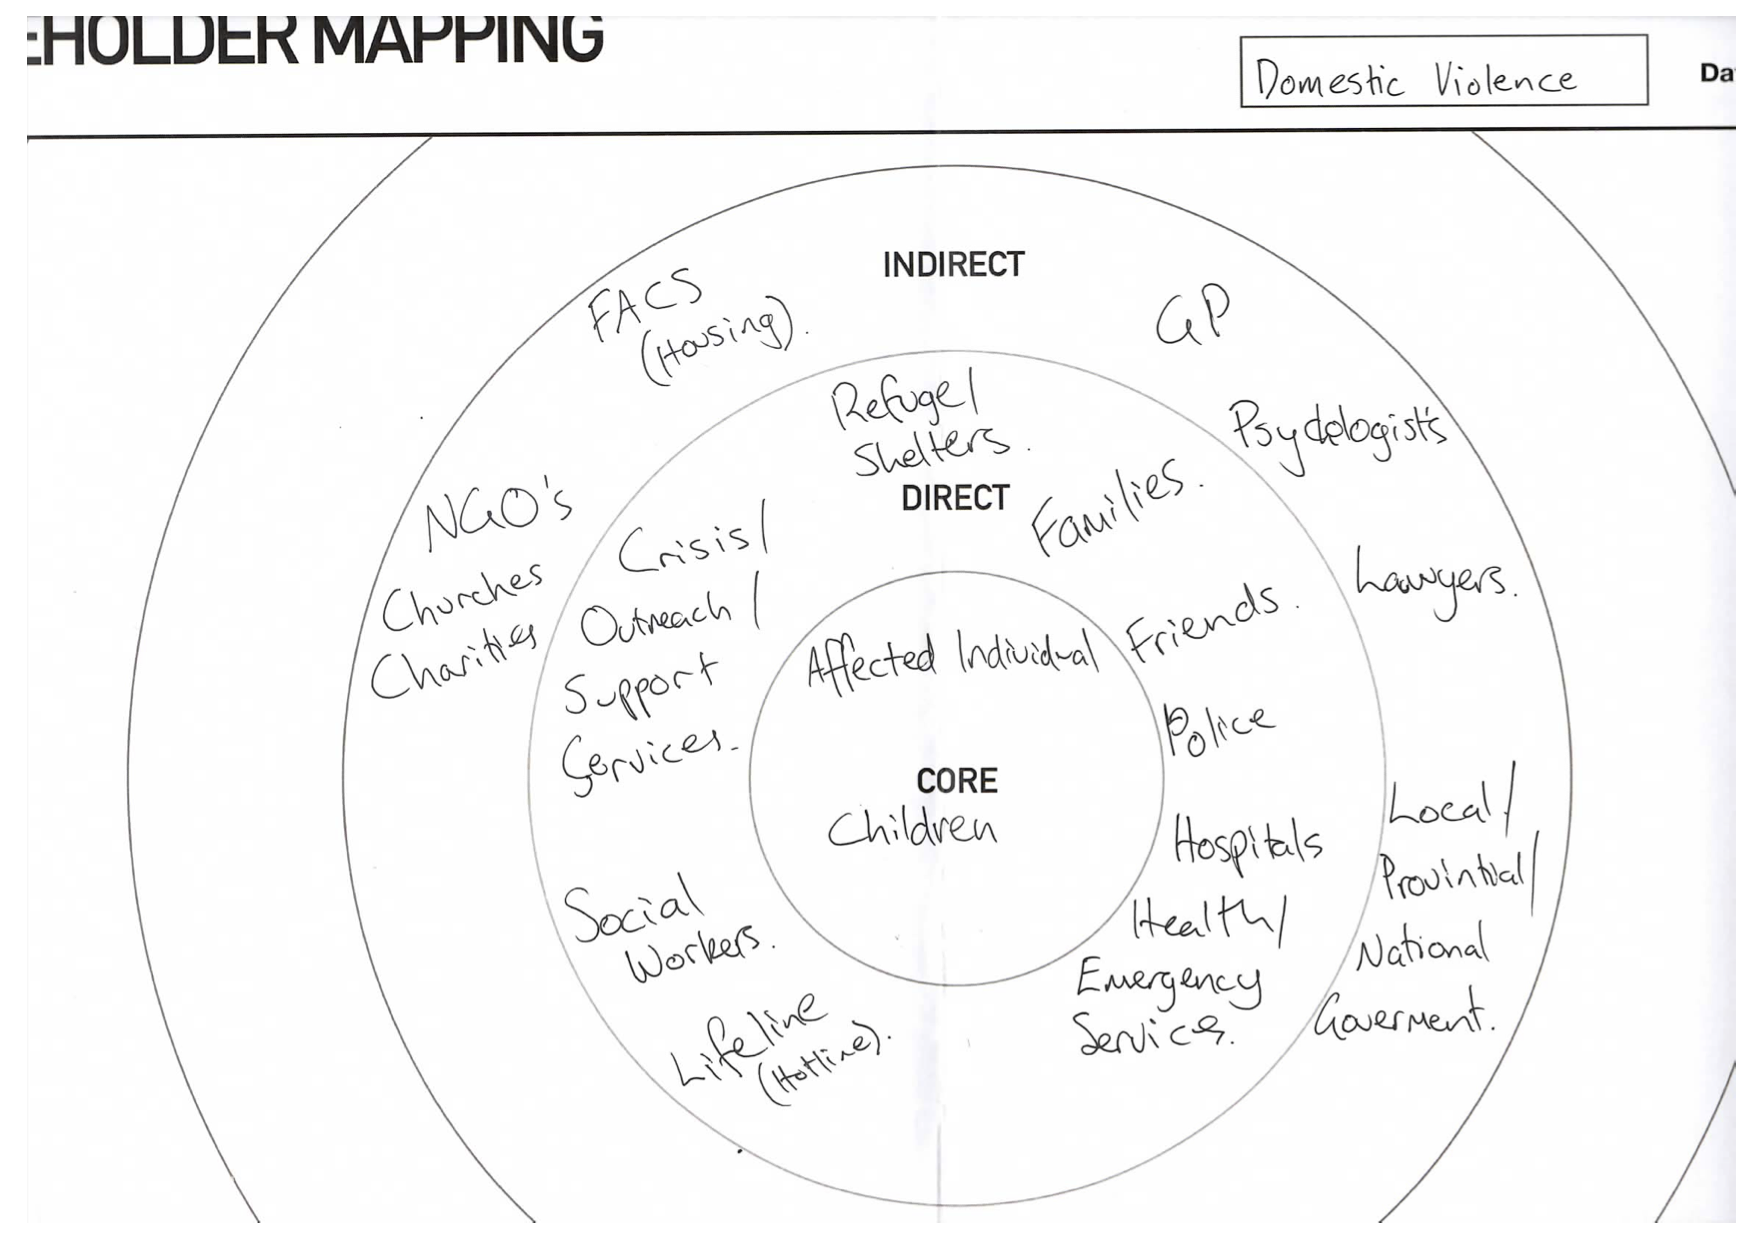 EHOLDER MAPPING
Domestic Violence
Da
INDIRECT
FACS
(Housing).
GP
Psychologist's
Lawyers.
NGO's
Churches
Charities
Local/
Provintial/
National
Goverment.
Refuge/
Shelters.
DIRECT
Families.
Friends.
Police
Hospitals
Health/
Emergency
Services.
Crisis/
Outreach/
Support
Services.
Social
Workers.
Lifeline
(Hotline).
Affected Individual
CORE
Children